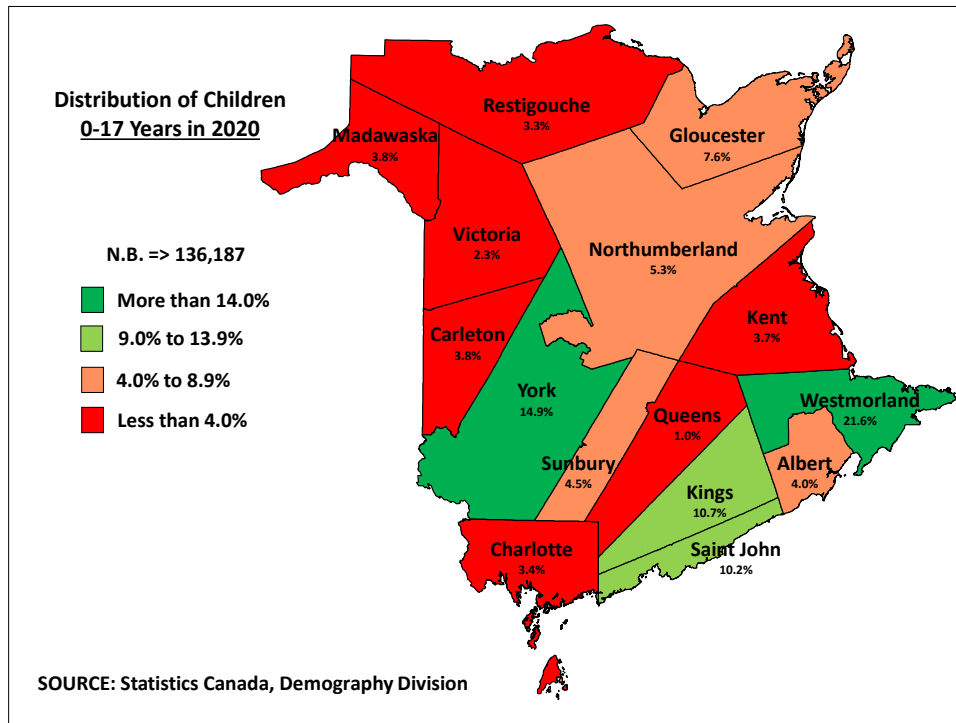 Distribution of Children
0-17 Years in 2020
Restigouche
3.3%
Gloucester
7.6%
Madawaska
3.8%
Victoria
2.3%
Northumberland
5.3%
N.B. => 136,187
More than 14.0%
9.0% to 13.9%
4.0% to 8.9%
Less than 4.0%
Kent
3.7%
Carleton
3.8%
York
14.9%
Westmorland
21.6%
Queens
1.0%
Sunbury
4.5%
Albert
4.0%
Kings
10.7%
Saint John
10.2%
Charlotte
3.4%
SOURCE: Statistics Canada, Demography Division